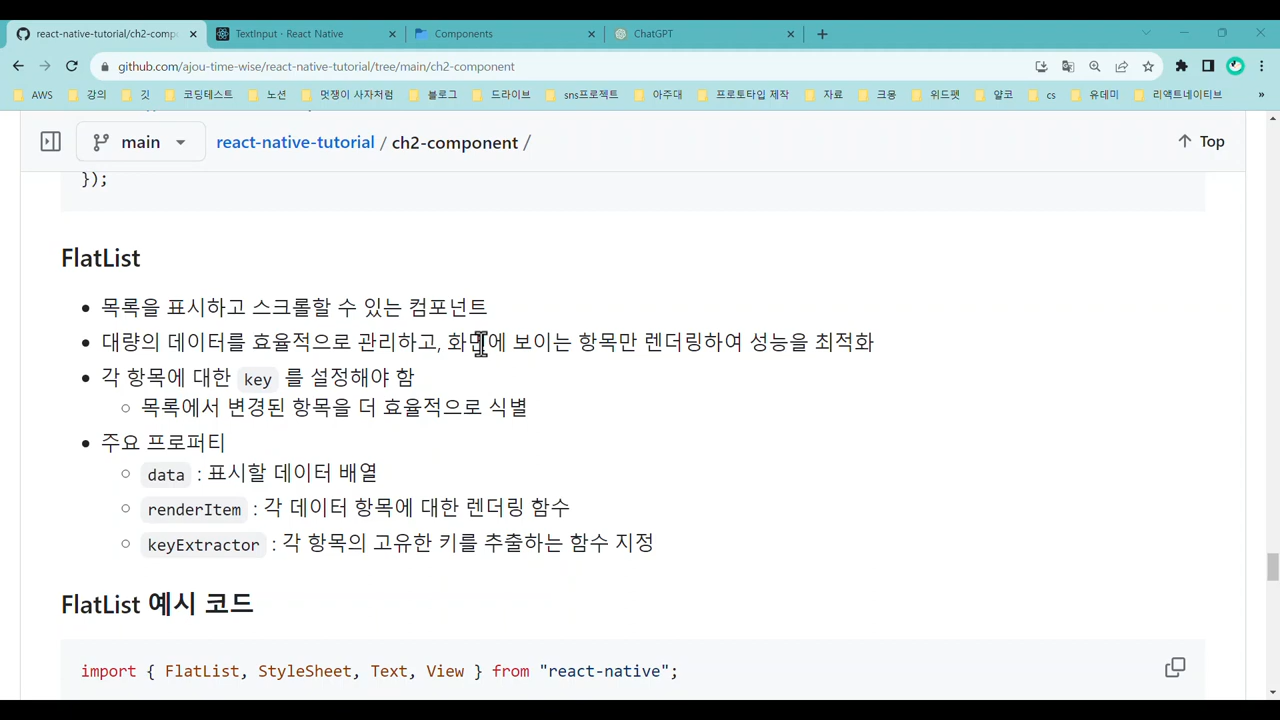 react-native-tutorial/ch2-comp
TextInput · React Native
Components
ChatGPT
github.com/ajou-time-wise/react-native-tutorial/tree/main/ch2-component
AWS 강의 깃 코딩테스트 노션 멋쟁이 사자처럼 블로그 드라이브 sns프로젝트 아주대 프로토타입 제작 자료 크몽 위드펫 얄코 cs 유데미 리액트네이티브 »
main react-native-tutorial / ch2-component / Top
});
FlatList
목록을 표시하고 스크롤할 수 있는 컴포넌트
대량의 데이터를 효율적으로 관리하고, 화면에 보이는 항목만 렌더링하여 성능을 최적화
각 항목에 대한 key 를 설정해야 함
목록에서 변경된 항목을 더 효율적으로 식별
주요 프로퍼티
data : 표시할 데이터 배열
renderItem : 각 데이터 항목에 대한 렌더링 함수
keyExtractor : 각 항목의 고유한 키를 추출하는 함수 지정
FlatList 예시 코드
import { FlatList, StyleSheet, Text, View } from "react-native";